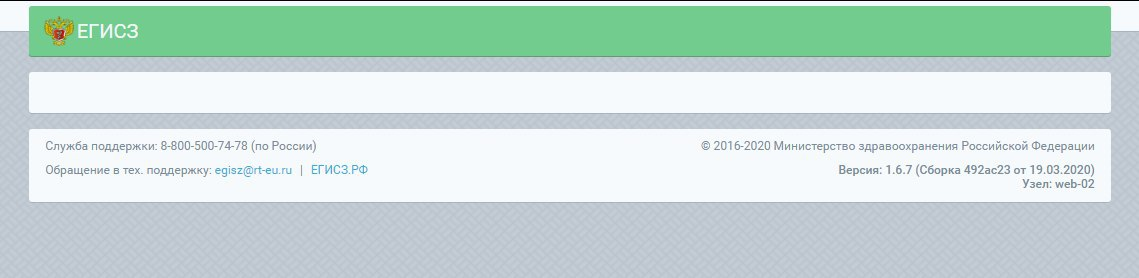 ЕГИСЗ
Служба поддержки: 8-800-500-74-78 (по России)
© 2016-2020 Министерство здравоохранения Российской Федерации
Обращение в тех. поддержку: egisz@rt-eu.ru | ЕГИСЗ.РФ
Версия: 1.6.7 (Сборка 492ac23 от 19.03.2020)
Узел: web-02